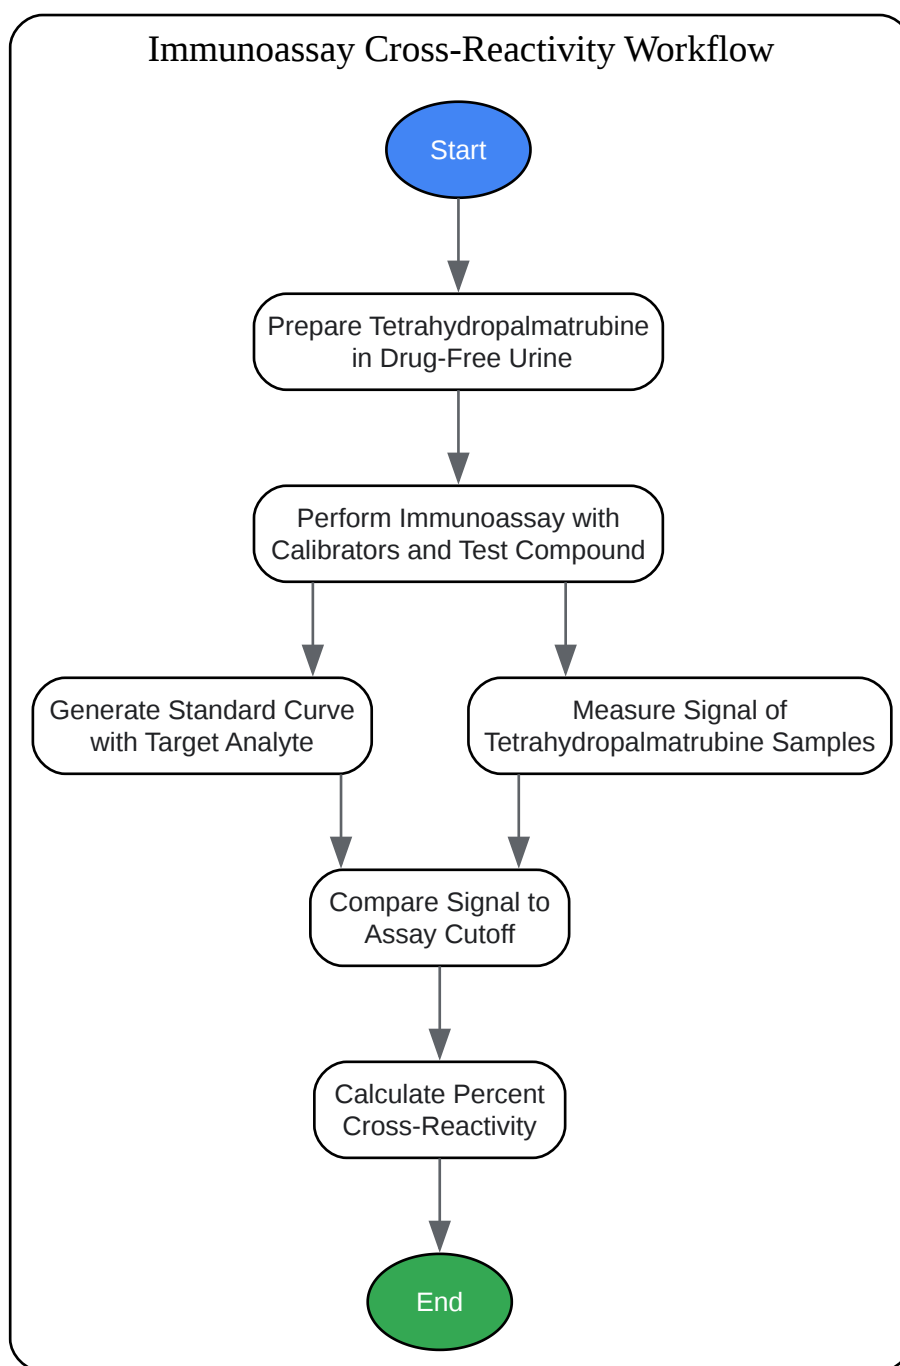 Immunoassay Cross-Reactivity Workflow
Start
Prepare Tetrahydropalmatrubine
in Drug-Free Urine
Perform Immunoassay with
Calibrators and Test Compound
Generate Standard Curve
with Target Analyte
Measure Signal of
Tetrahydropalmatrubine Samples
Compare Signal to
Assay Cutoff
Calculate Percent
Cross-Reactivity
End